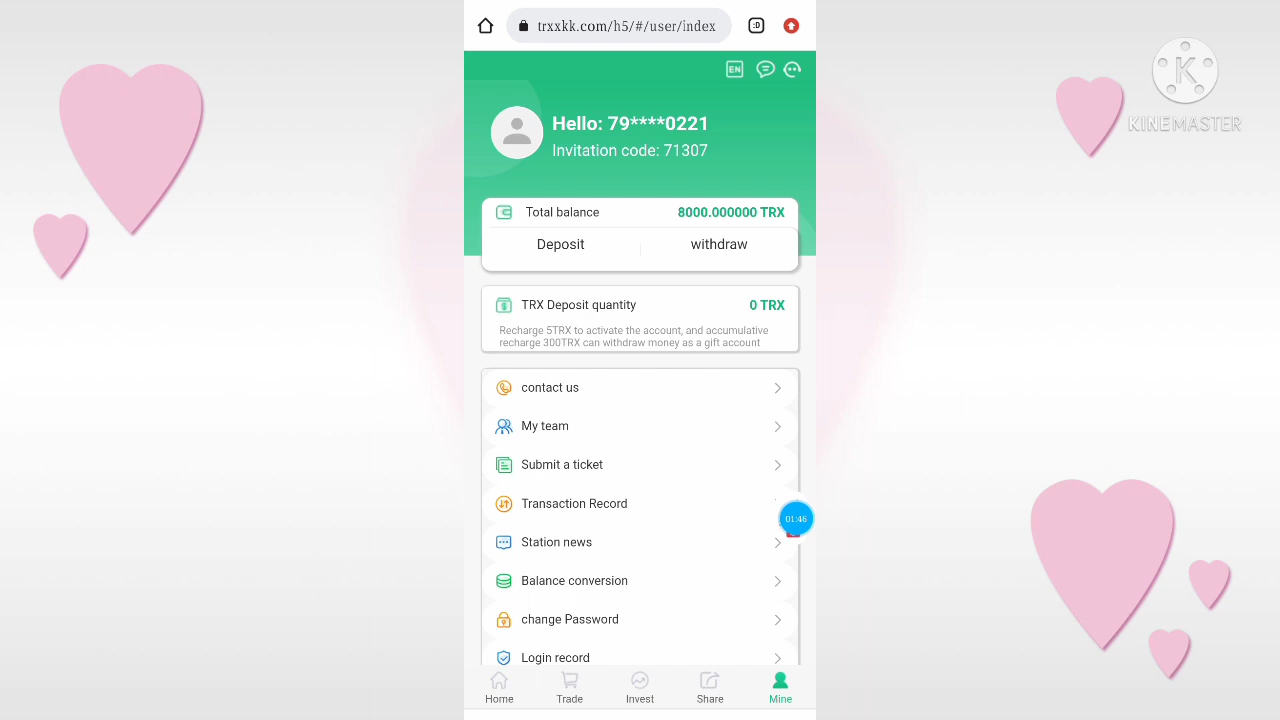 trxxkk.com/h5/#/user/index
:D
EN
Hello: 79****0221
Invitation code: 71307
K
KINEMASTER
Total balance
8000.000000 TRX
Deposit
withdraw
TRX Deposit quantity
0 TRX
Recharge 5TRX to activate the account, and accumulative
recharge 300TRX can withdraw money as a gift account
contact us
My team
Submit a ticket
Transaction Record
01:46
Station news
Balance conversion
change Password
Login record
Home
Trade
Invest
Share
Mine